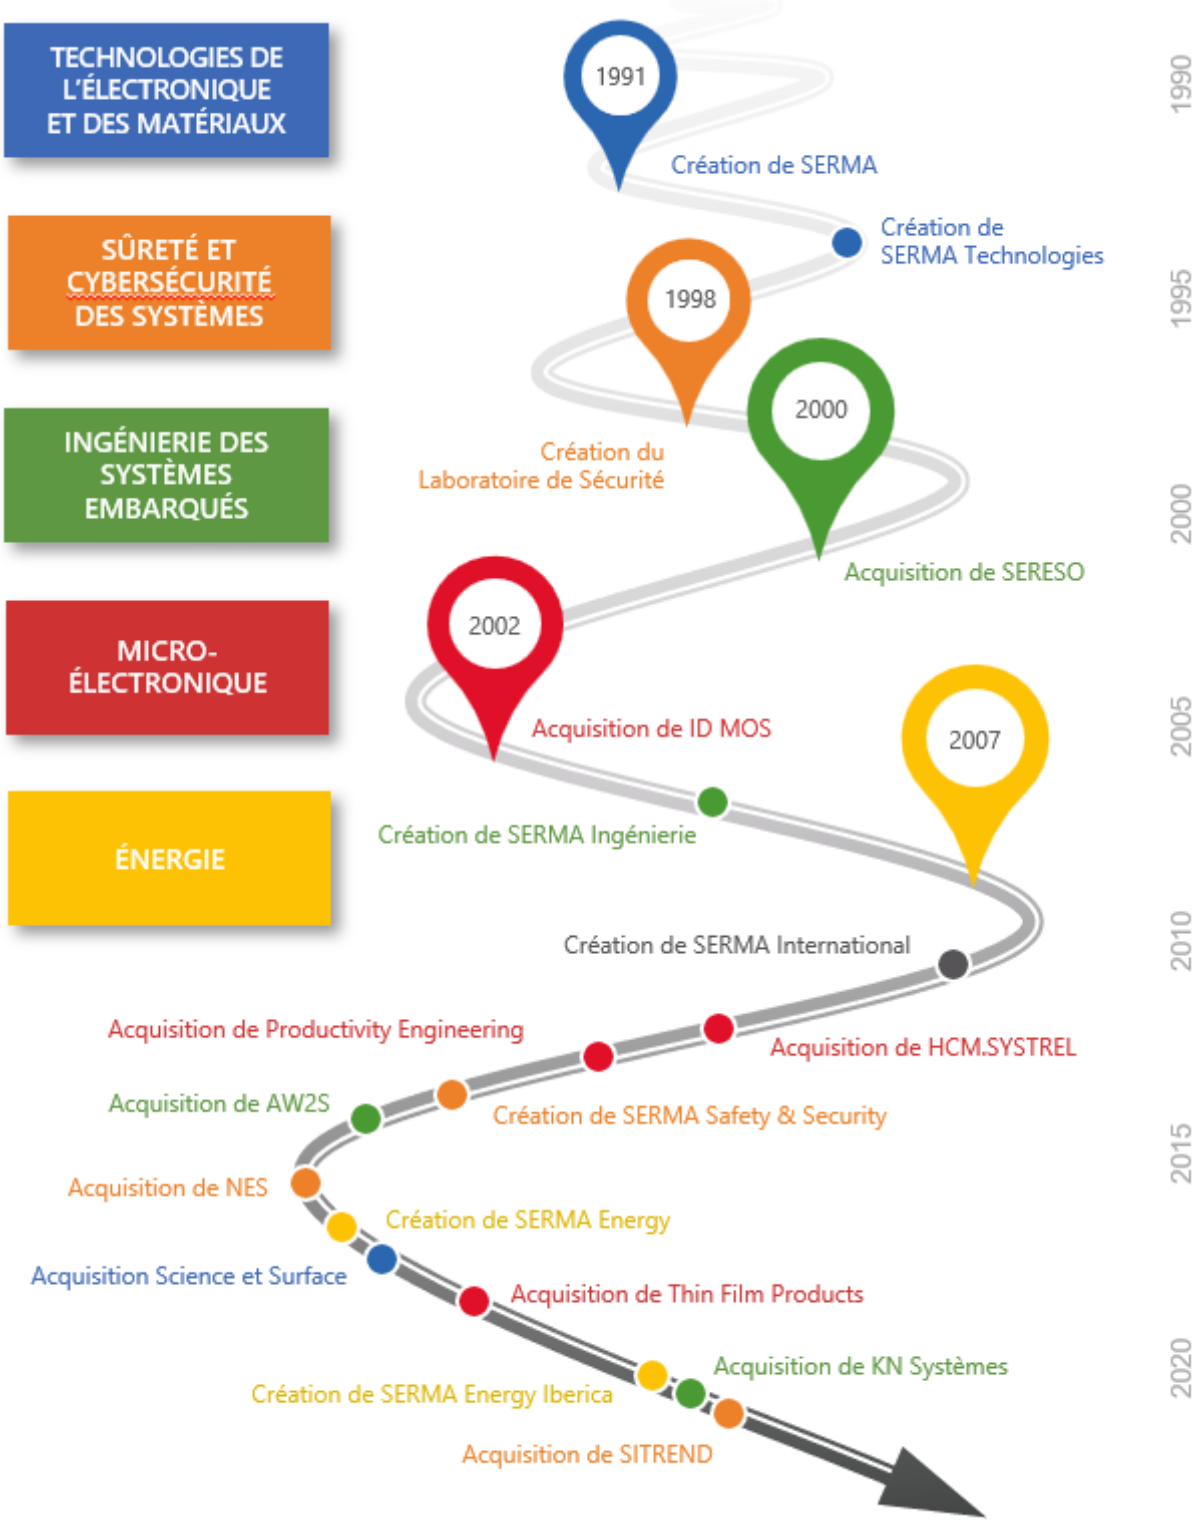 TECHNOLOGIES DE
L'ÉLECTRONIQUE
ET DES MATÉRIAUX
SÛRETÉ ET
CYBERSÉCURITÉ
DES SYSTÈMES
INGÉNIERIE DES
SYSTÈMES
EMBARQUÉS
MICRO-
ÉLECTRONIQUE
ÉNERGIE
1991
Création de SERMA
Création de
SERMA Technologies
1998
Création du
Laboratoire de Sécurité
2000
Acquisition de SERESO
2002
Acquisition de ID MOS
Création de SERMA Ingénierie
2007
Création de SERMA International
Acquisition de HCM.SYSTREL
Acquisition de Productivity Engineering
Création de SERMA Safety & Security
Acquisition de AW2S
Acquisition de NES
Création de SERMA Energy
Acquisition Science et Surface
Acquisition de Thin Film Products
Création de SERMA Energy Iberica
Acquisition de KN Systèmes
Acquisition de SITREND
1990
1995
2000
2005
2010
2015
2020